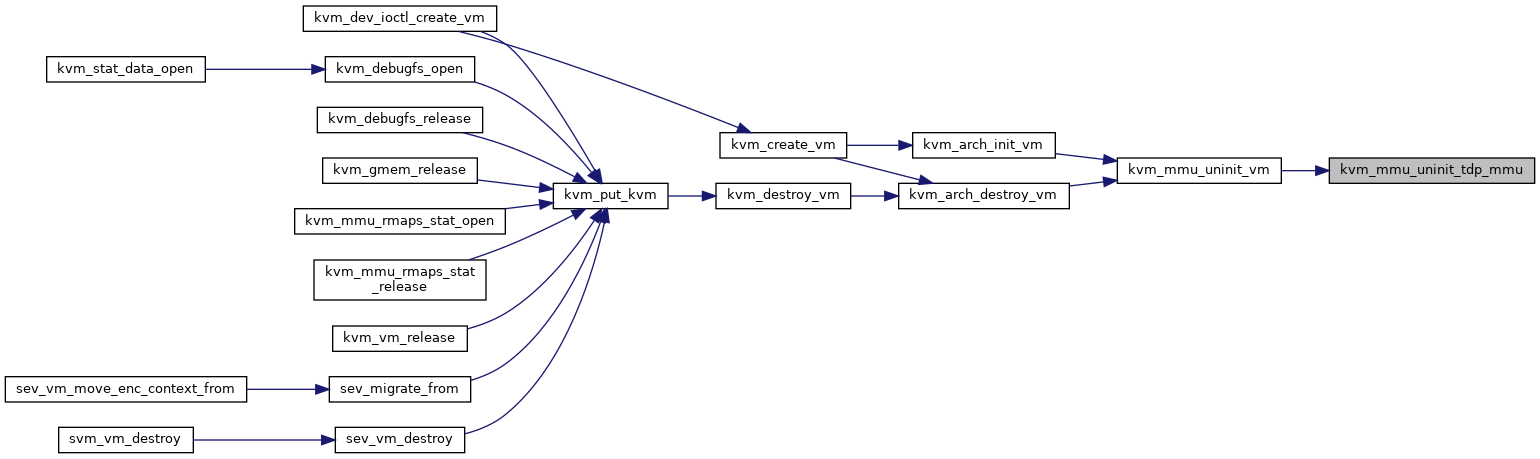 kvm_dev_ioctl_create_vm
kvm_stat_data_open
kvm_debugfs_open
kvm_debugfs_release
kvm_create_vm
kvm_arch_init_vm
kvm_gmem_release
kvm_mmu_uninit_vm
kvm_mmu_uninit_tdp_mmu
kvm_put_kvm
kvm_destroy_vm
kvm_arch_destroy_vm
kvm_mmu_rmaps_stat_open
kvm_mmu_rmaps_stat
_release
kvm_vm_release
sev_vm_move_enc_context_from
sev_migrate_from
svm_vm_destroy
sev_vm_destroy